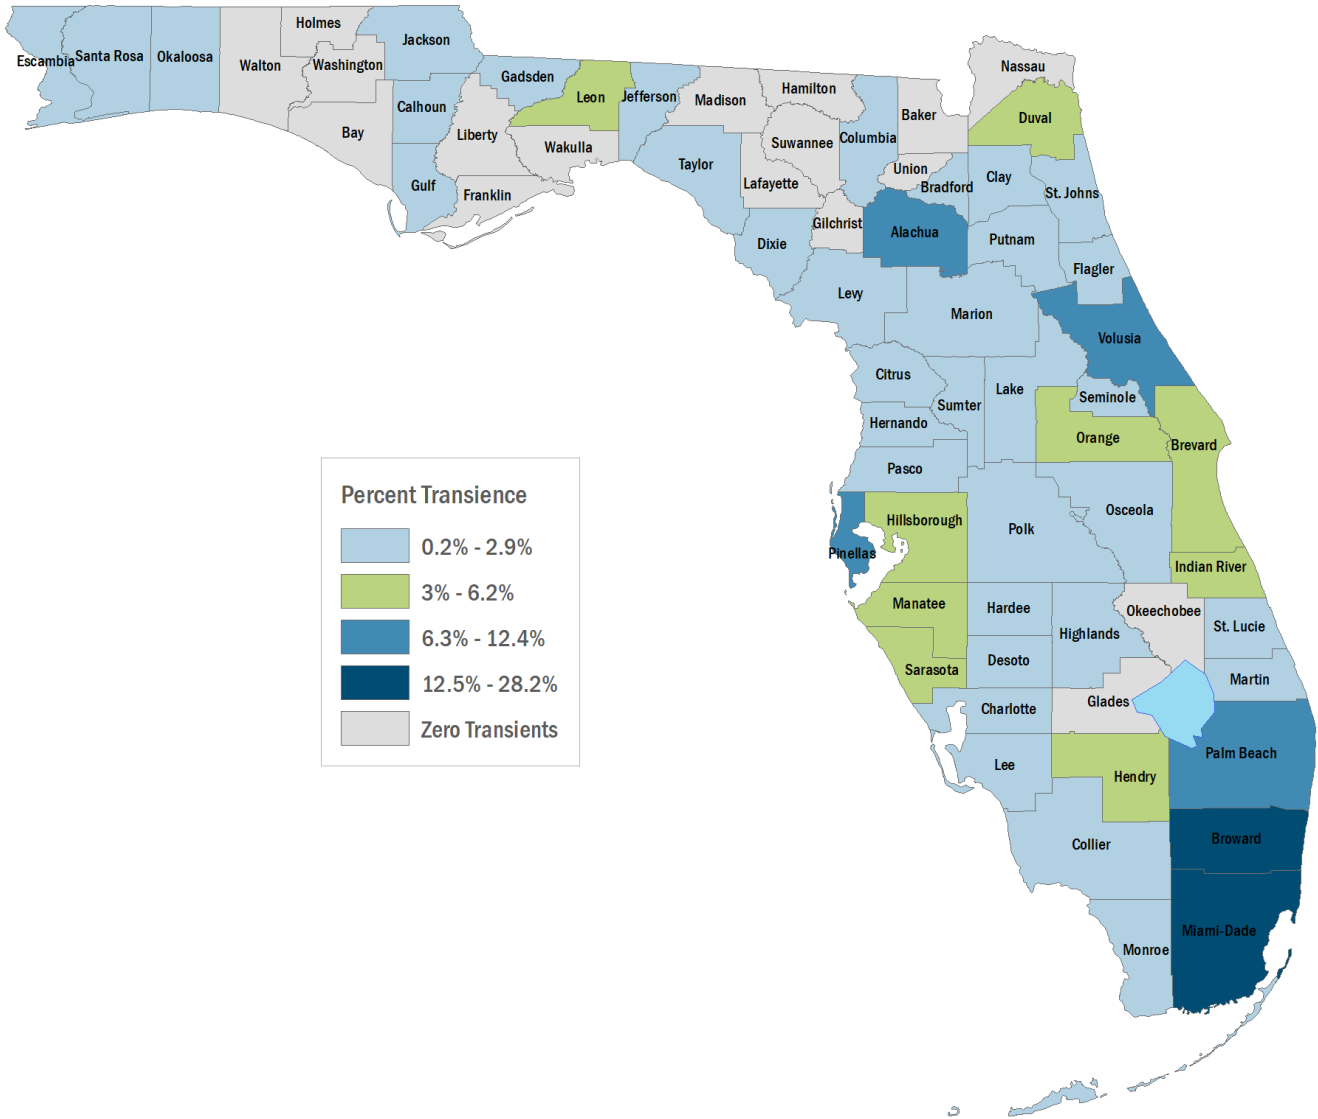 Holmes
Jackson
Escambia
Santa Rosa
Okaloosa
Walton
Washington
Nassau
Gadsden
Hamilton
Leon
Jefferson
Madison
Calhoun
Baker
Duval
Bay
Liberty
Columbia
Suwannee
Wakulla
Taylor
Union
Clay
Lafayette
Gulf
Bradford
St. Johns
Franklin
Gilchrist
Alachua
Putnam
Dixie
Flagler
Levy
Marion
Volusia
Citrus
Lake
Seminole
Sumter
Hernando
Orange
Brevard
Pasco
Percent Transience
0.2% - 2.9%
3% - 6.2%
6.3% - 12.4%
12.5% - 28.2%
Zero Transients
Osceola
Hillsborough
Polk
Pinellas
Indian River
Manatee
Hardee
Okeechobee
St. Lucie
Highlands
Desoto
Sarasota
Martin
Glades
Charlotte
Palm Beach
Lee
Hendry
Broward
Collier
Miami-Dade
Monroe